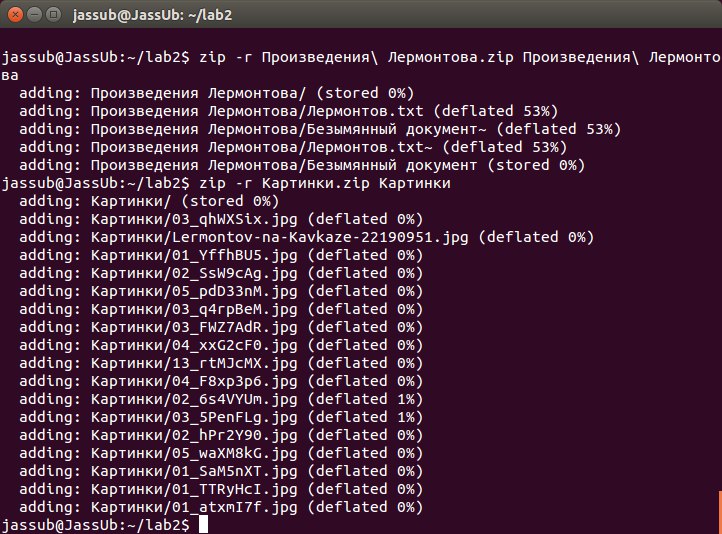 jassub@JassUb: ~/lab2
jassub@JassUb:~/lab2$ zip -r Произведения\ Лермонтова.zip Произведения\ Лермонто
ва
adding: Произведения Лермонтова/ (stored 0%)
adding: Произведения Лермонтова/Лермонтов.txt (deflated 53%)
adding: Произведения Лермонтова/Безымянный документ~ (deflated 53%)
adding: Произведения Лермонтова/Лермонтов.txt~ (deflated 53%)
adding: Произведения Лермонтова/Безымянный документ (stored 0%)
jassub@JassUb:~/lab2$ zip -r Картинки.zip Картинки
adding: Картинки/ (stored 0%)
adding: Картинки/03_qhWXSix.jpg (deflated 0%)
adding: Картинки/Lermontov-na-Kavkaze-22190951.jpg (deflated 0%)
adding: Картинки/01_YffhBU5.jpg (deflated 0%)
adding: Картинки/02_SsW9cAg.jpg (deflated 0%)
adding: Картинки/05_pdD33nM.jpg (deflated 0%)
adding: Картинки/03_q4rpBeM.jpg (deflated 0%)
adding: Картинки/03_FWZ7AdR.jpg (deflated 0%)
adding: Картинки/04_xxG2cF0.jpg (deflated 0%)
adding: Картинки/13_rtMJcMX.jpg (deflated 0%)
adding: Картинки/04_F8xp3p6.jpg (deflated 0%)
adding: Картинки/02_6s4VYUm.jpg (deflated 1%)
adding: Картинки/03_5PenFLg.jpg (deflated 1%)
adding: Картинки/02_hPr2Y90.jpg (deflated 0%)
adding: Картинки/05_waXM8kG.jpg (deflated 0%)
adding: Картинки/01_SaM5nXT.jpg (deflated 0%)
adding: Картинки/01_TTRyHcI.jpg (deflated 0%)
adding: Картинки/01_atxmI7f.jpg (deflated 0%)
jassub@JassUb:~/lab2$